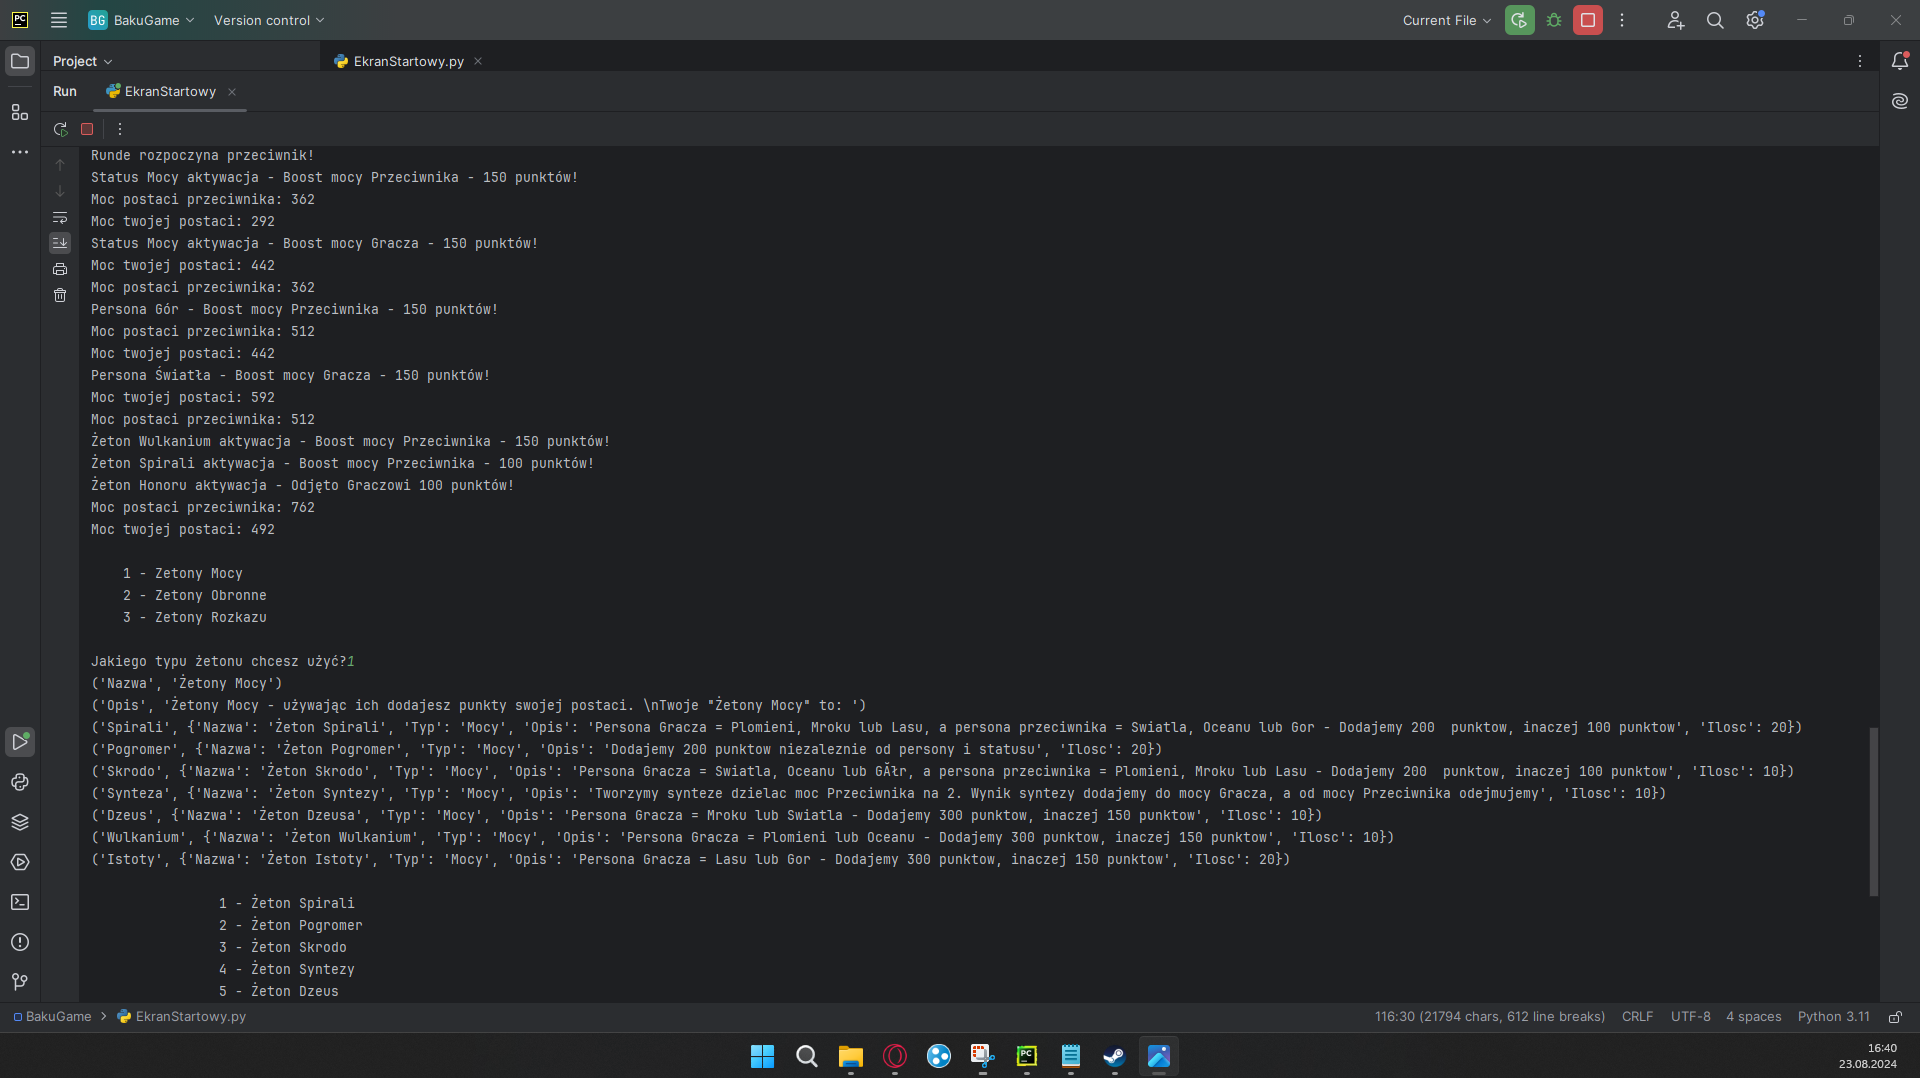 PC
BG BakuGame
Version control
Current File
Project
EkranStartowy.py
Run
EkranStartowy
Runde rozpoczyna przeciwnik!
Status Mocy aktywacja - Boost mocy Przeciwnika - 150 punktów!
Moc postaci przeciwnika: 362
Moc twojej postaci: 292
Status Mocy aktywacja - Boost mocy Gracza - 150 punktów!
Moc twojej postaci: 442
Moc postaci przeciwnika: 362
Persona Gór - Boost mocy Przeciwnika - 150 punktów!
Moc postaci przeciwnika: 512
Moc twojej postaci: 442
Persona Światła - Boost mocy Gracza - 150 punktów!
Moc twojej postaci: 592
Moc postaci przeciwnika: 512
Żeton Wulkanium aktywacja - Boost mocy Przeciwnika - 150 punktów!
Żeton Spirali aktywacja - Boost mocy Przeciwnika - 100 punktów!
Żeton Honoru aktywacja - Odjęto Graczowi 100 punktów!
Moc postaci przeciwnika: 762
Moc twojej postaci: 492
1 - Zetony Mocy
2 - Zetony Obronne
3 - Zetony Rozkazu
Jakiego typu żetonu chcesz użyć?1
('Nazwa', 'Żetony Mocy')
('Opis', 'Żetony Mocy - używając ich dodajesz punkty swojej postaci. \nTwoje "Żetony Mocy" to: ')
('Spirali', {'Nazwa': 'Żeton Spirali', 'Typ': 'Mocy', 'Opis': 'Persona Gracza = Plomieni, Mroku lub Lasu, a persona przeciwnika = Swiatla, Oceanu lub Gor - Dodajemy 200  punktow, inaczej 100 punktow', 'Ilosc': 20})
('Pogromer', {'Nazwa': 'Żeton Pogromer', 'Typ': 'Mocy', 'Opis': 'Dodajemy 200 punktow niezaleznie od persony i statusu', 'Ilosc': 20})
('Skrodo', {'Nazwa': 'Żeton Skrodo', 'Typ': 'Mocy', 'Opis': 'Persona Gracza = Swiatla, Oceanu lub GĂłr, a persona przeciwnika = Plomieni, Mroku lub Lasu - Dodajemy 200  punktow, inaczej 100 punktow', 'Ilosc': 10})
('Synteza', {'Nazwa': 'Żeton Syntezy', 'Typ': 'Mocy', 'Opis': 'Tworzymy synteze dzielac moc Przeciwnika na 2. Wynik syntezy dodajemy do mocy Gracza, a od mocy Przeciwnika odejmujemy', 'Ilosc': 10})
('Dzeus', {'Nazwa': 'Żeton Dzeusa', 'Typ': 'Mocy', 'Opis': 'Persona Gracza = Mroku lub Swiatla - Dodajemy 300 punktow, inaczej 150 punktow', 'Ilosc': 10})
('Wulkanium', {'Nazwa': 'Żeton Wulkanium', 'Typ': 'Mocy', 'Opis': 'Persona Gracza = Plomieni lub Oceanu - Dodajemy 300 punktow, inaczej 150 punktow', 'Ilosc': 10})
('Istoty', {'Nazwa': 'Żeton Istoty', 'Typ': 'Mocy', 'Opis': 'Persona Gracza = Lasu lub Gor - Dodajemy 300 punktow, inaczej 150 punktow', 'Ilosc': 20})
1 - Żeton Spirali
2 - Żeton Pogromer
3 - Żeton Skrodo
4 - Żeton Syntezy
5 - Żeton Dzeus
BakuGame > EkranStartowy.py
116:30 (21794 chars, 612 line breaks)
CRLF
UTF-8
4 spaces
Python 3.11
PC
16:40
23.08.2024